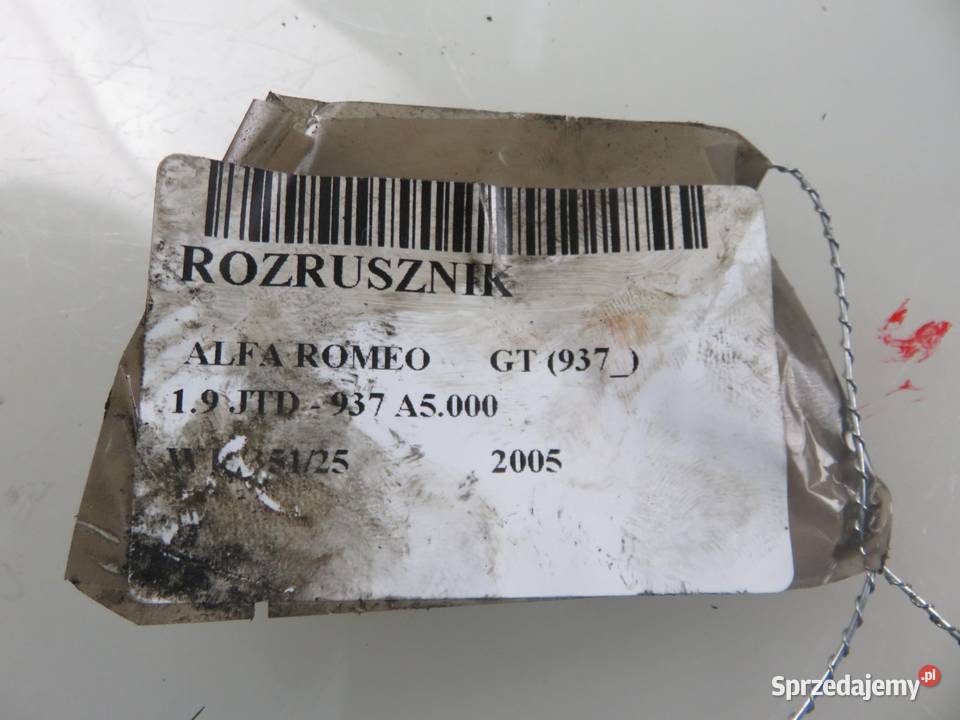 ROZRUSZNIK
ALFA ROMEO GT (937_)
1.9 JTD - 937 A5.000
2005
Sprzedajemy.pl